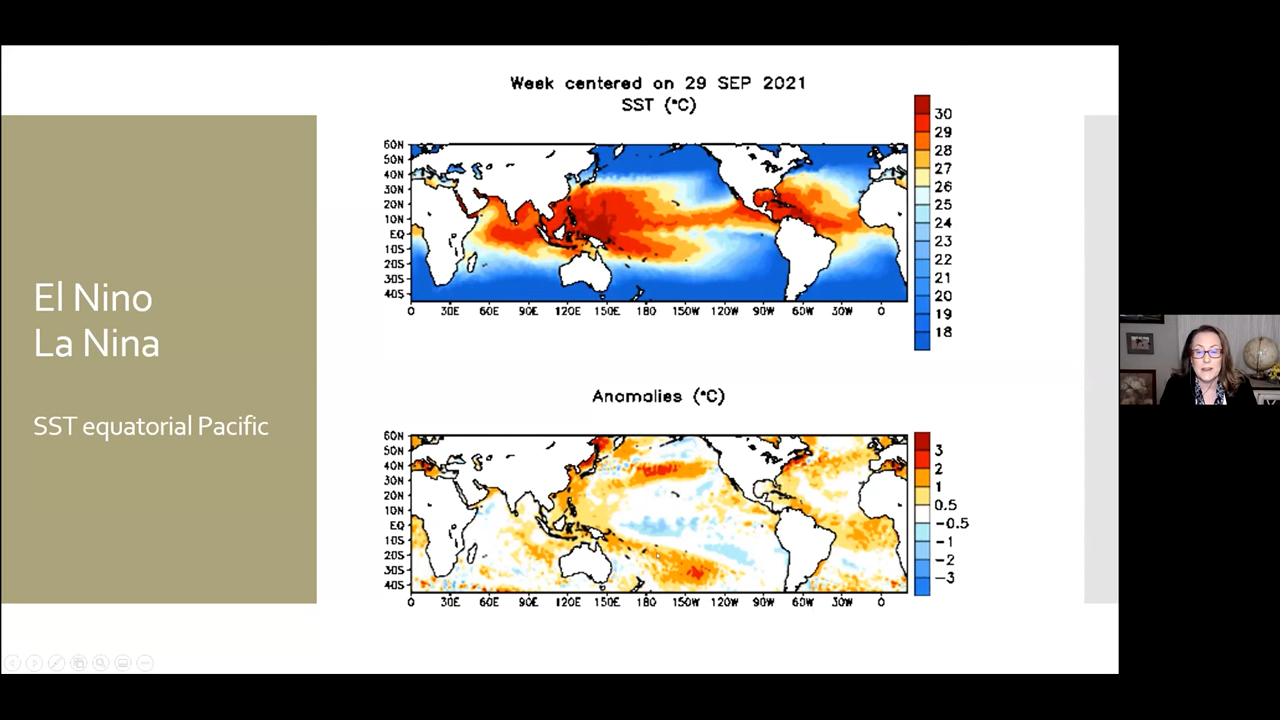 El Nino
La Nina
SST equatorial Pacific
Week centered on 29 SEP 2021
SST (°C)
60N
50N
40N
30N
20N
10N
EQ
10S
20S
30S
40S
0 30E 60E 90E 120E 150E 180 150W 120W 90W 60W 30W 0
30
29
28
27
26
25
24
23
22
21
20
19
18
Anomalies (°C)
60N
50N
40N
30N
20N
10N
EQ
10S
20S
30S
40S
0 30E 60E 90E 120E 150E 180 150W 120W 90W 60W 30W 0
3
2
1
0.5
-0.5
-1
-2
-3